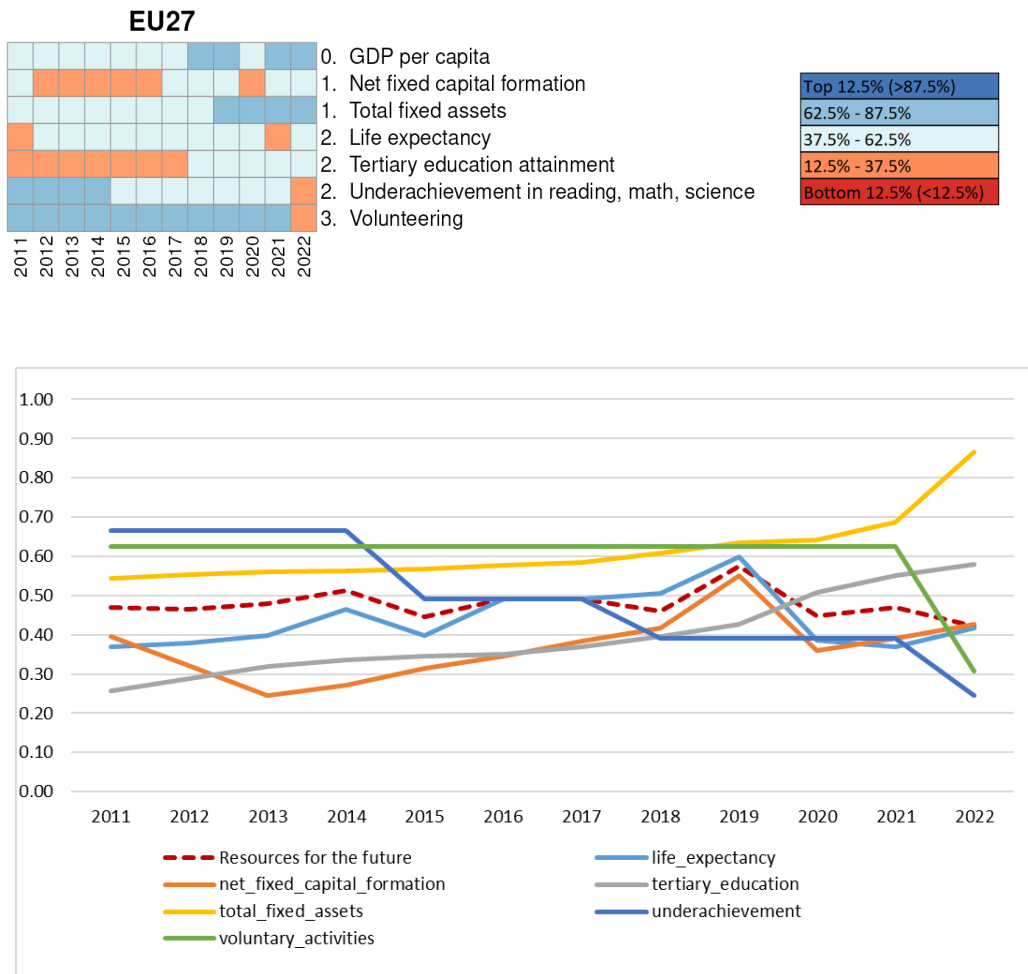 EU27
0. GDP per capita
1. Net fixed capital formation
1. Total fixed assets
2. Life expectancy
2. Tertiary education attainment
2. Underachievement in reading, math, science
3. Volunteering
2011 2012 2013 2014 2015 2016 2017 2018 2019 2020 2021 2022
Top 12.5% (>87.5%)
62.5% - 87.5%
37.5% - 62.5%
12.5% - 37.5%
Bottom 12.5% (<12.5%)
1.00
0.90
0.80
0.70
0.60
0.50
0.40
0.30
0.20
0.10
0.00
2011 2012 2013 2014 2015 2016 2017 2018 2019 2020 2021 2022
Resources for the future
life_expectancy
net_fixed_capital_formation
tertiary_education
total_fixed_assets
underachievement
voluntary_activities